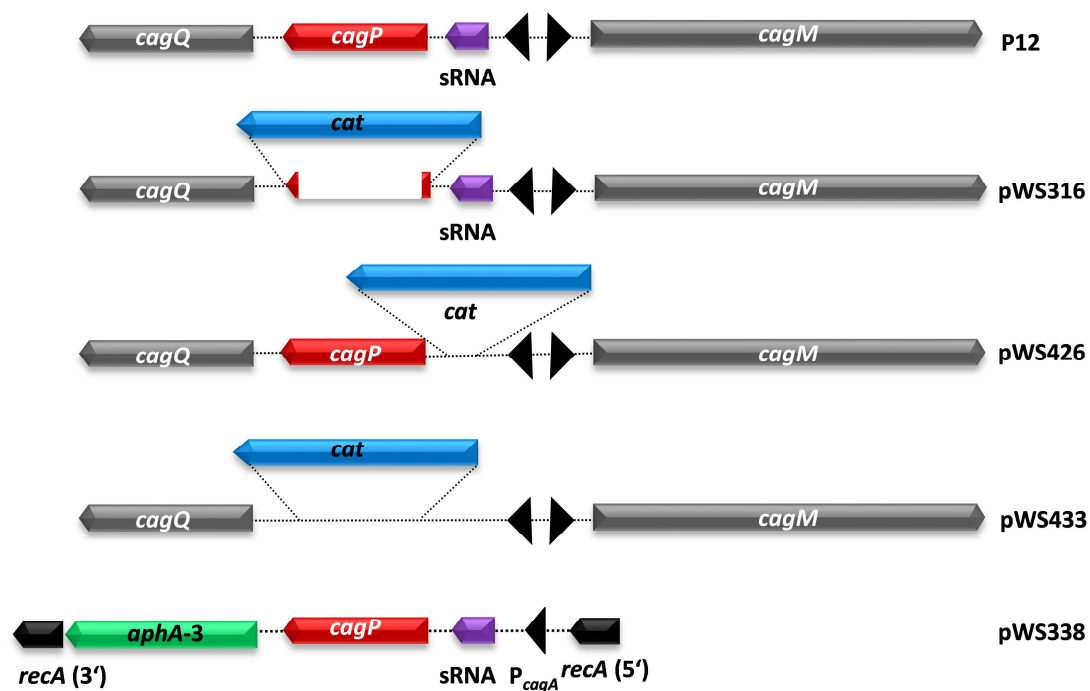 cagQ cagP cagM P12
sRNA
cat
cagQ cagM pWS316
sRNA
cat
cagQ cagP cagM pWS426
cat
cagQ cagM pWS433
aphA-3 cagP pWS338
recA (3‘) sRNA PcagA recA (5‘)